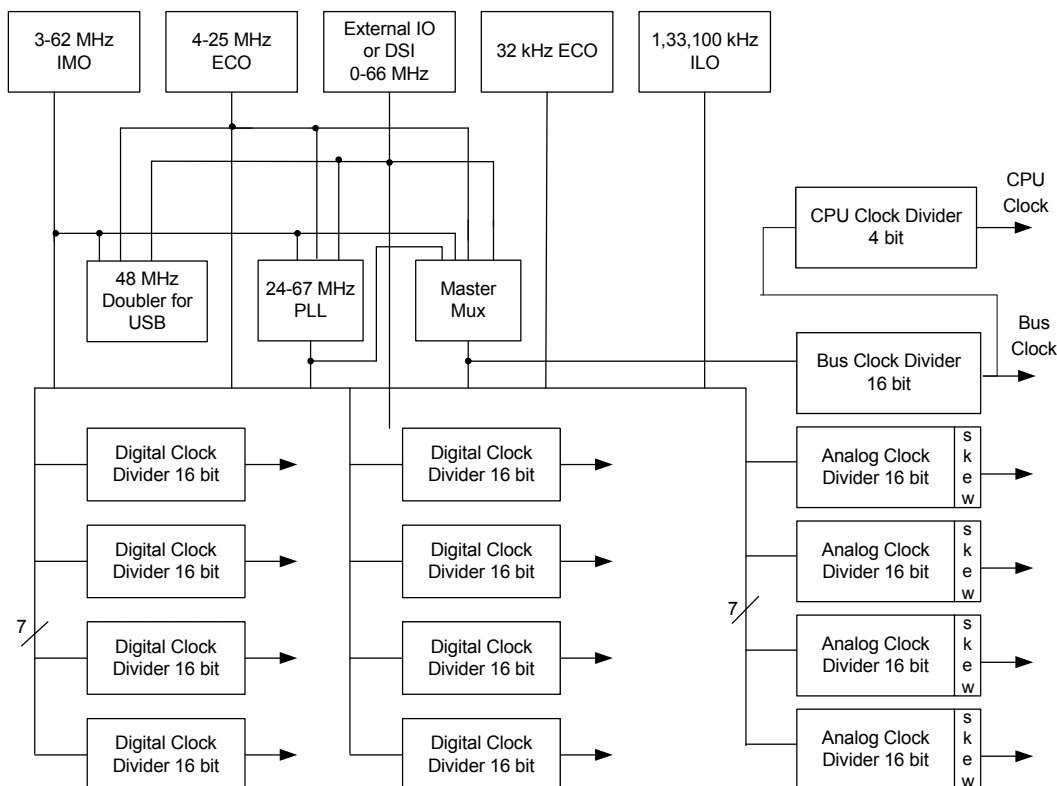 3-62 MHz
IMO
4-25 MHz
ECO
External IO
or DSI
0-66 MHz
32 kHz ECO
1,33,100 kHz
ILO
CPU
Clock
CPU Clock Divider
4 bit
48 MHz
Doubler for
USB
24-67 MHz
PLL
Master
Mux
Bus
Clock
Bus Clock Divider
16 bit
Digital Clock
Divider 16 bit
Digital Clock
Divider 16 bit
Analog Clock
Divider 16 bit
s
k
e
w
Digital Clock
Divider 16 bit
Digital Clock
Divider 16 bit
Analog Clock
Divider 16 bit
s
k
e
w
7
7
Digital Clock
Divider 16 bit
Digital Clock
Divider 16 bit
Analog Clock
Divider 16 bit
s
k
e
w
Digital Clock
Divider 16 bit
Digital Clock
Divider 16 bit
Analog Clock
Divider 16 bit
s
k
e
w